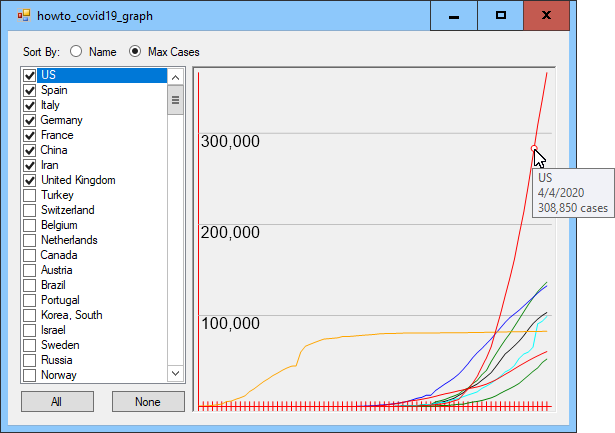 howto_covid19_graph
Sort By: Name Max Cases
US
Spain
Italy
Germany
France
China
Iran
United Kingdom
Turkey
Switzerland
Belgium
Netherlands
Canada
Austria
Brazil
Portugal
Korea, South
Israel
Sweden
Russia
Norway
All None
300,000
200,000
100,000
US
4/4/2020
308,850 cases